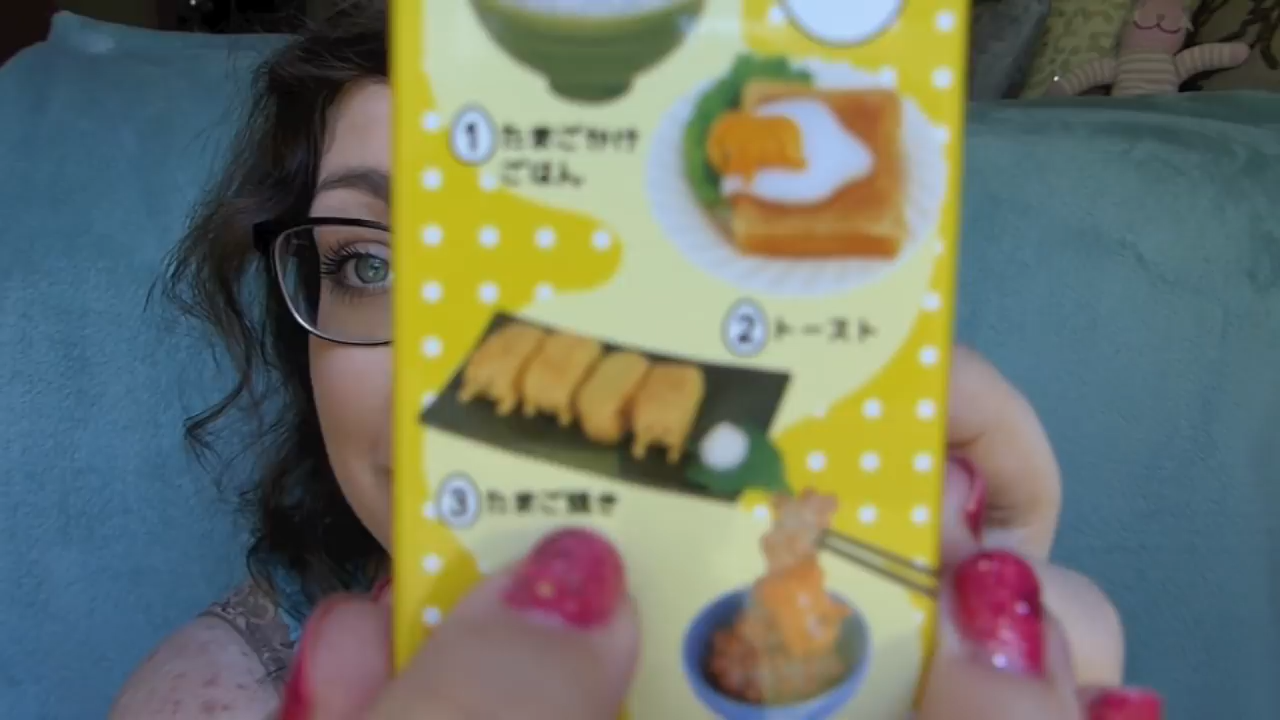 ① たまごかけ
ごはん
② トースト
③ たまご焼き